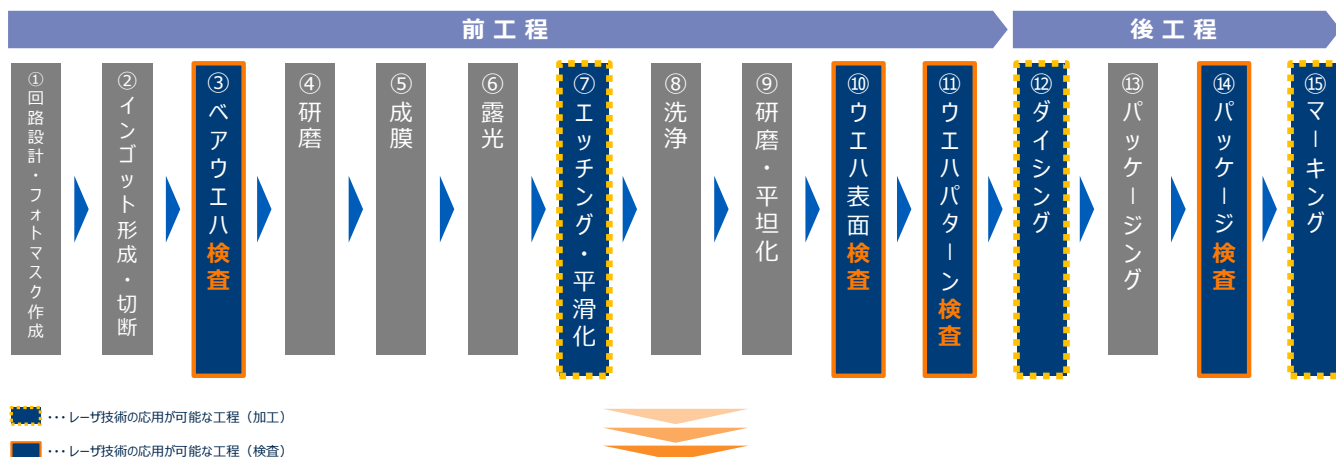 前工程
後工程
①回路設計・フォトマスク作成
②インゴット形成・切断
③ベアウエハ検査
④研磨
⑤成膜
⑥露光
⑦エッチング・平滑化
⑧洗浄
⑨研磨・平坦化
⑩ウエハ表面検査
⑪ウエハパターン検査
⑫ダイシング
⑬パッケージング
⑭パッケージ検査
⑮マーキング
・・・レーザ技術の応用が可能な工程（加工）
・・・レーザ技術の応用が可能な工程（検査）